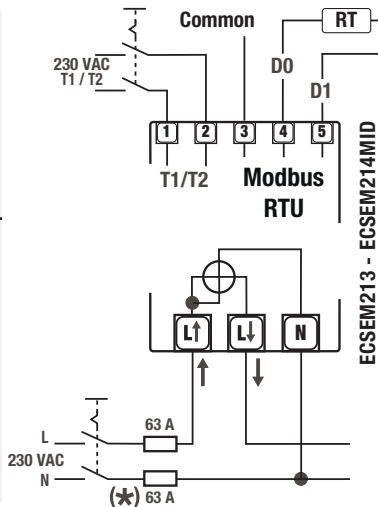 Common
RT
D0
230 VAC
T1 / T2
D1
1 2 3 4 5
T1/T2
Modbus
RTU
ECSEM213 - ECSEM214MID
L↑ L↓ N
63 A
L
230 VAC
N
(*) 63 A